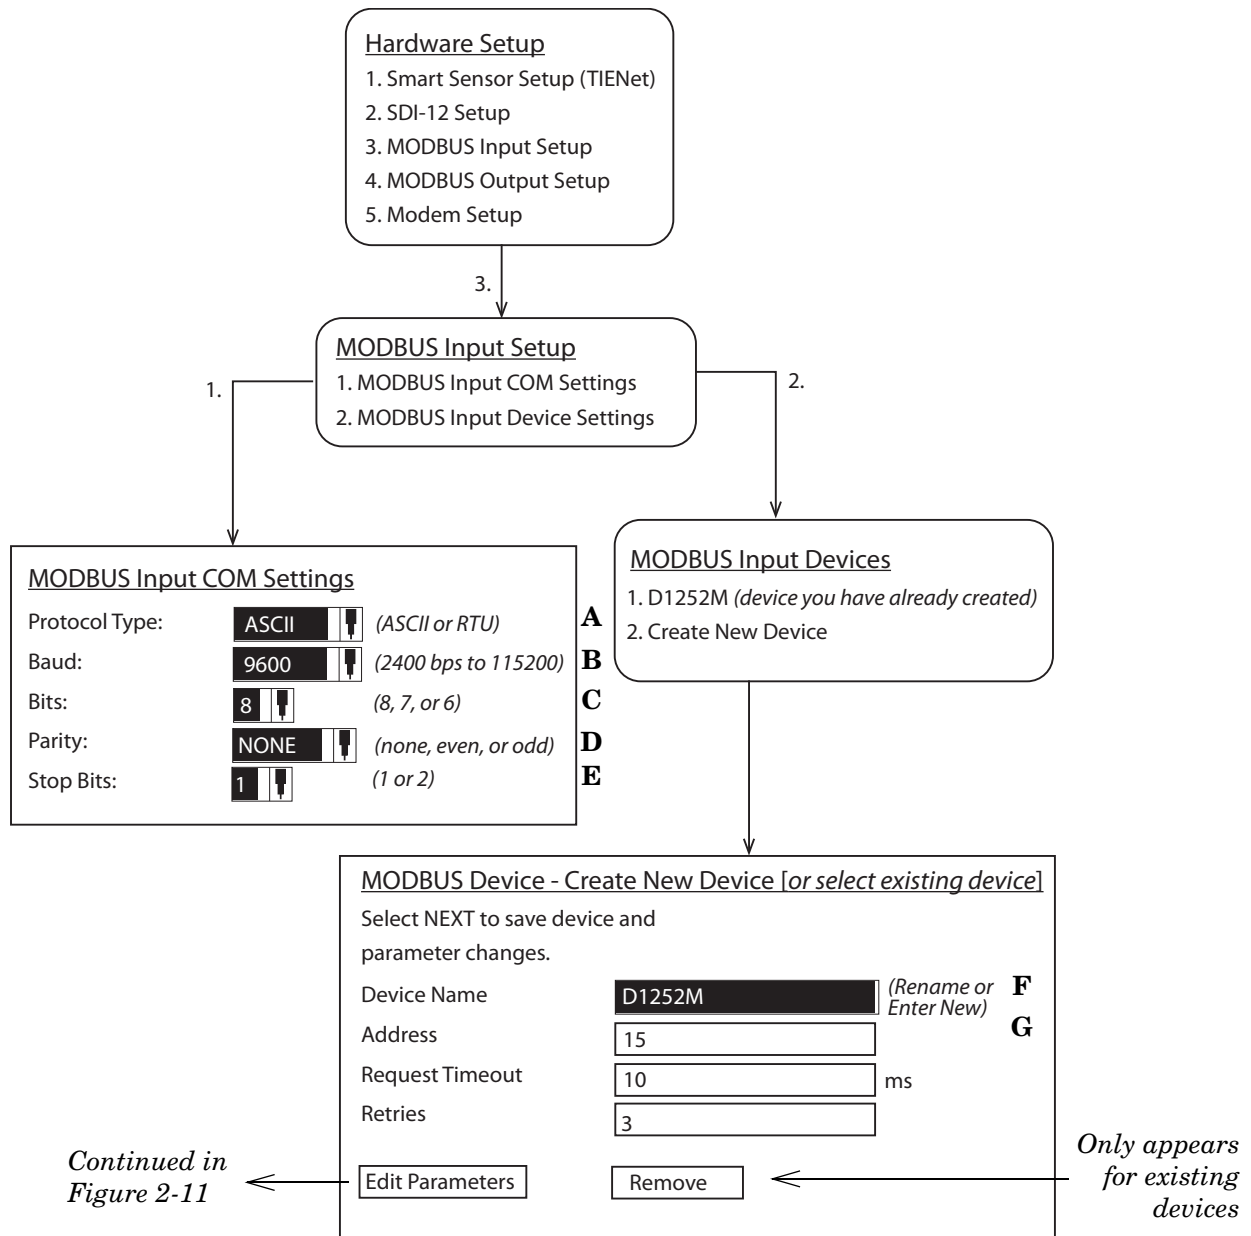 Hardware Setup
1. Smart Sensor Setup (TIENet)
2. SDI-12 Setup
3. MODBUS Input Setup
4. MODBUS Output Setup
5. Modem Setup
3.
MODBUS Input Setup
1. MODBUS Input COM Settings
2. MODBUS Input Device Settings
1.
2.
MODBUS Input COM Settings
Protocol Type: ASCII (ASCII or RTU) A
Baud: 9600 (2400 bps to 115200) B
Bits: 8 (8, 7, or 6) C
Parity: NONE (none, even, or odd) D
Stop Bits: 1 (1 or 2) E
MODBUS Input Devices
1. D1252M (device you have already created)
2. Create New Device
MODBUS Device - Create New Device [or select existing device]
Select NEXT to save device and
parameter changes.
Device Name D1252M (Rename or Enter New) F
Address 15 G
Request Timeout 10 ms
Retries 3
Edit Parameters Remove
Continued in
Figure 2-11
Only appears
for existing
devices